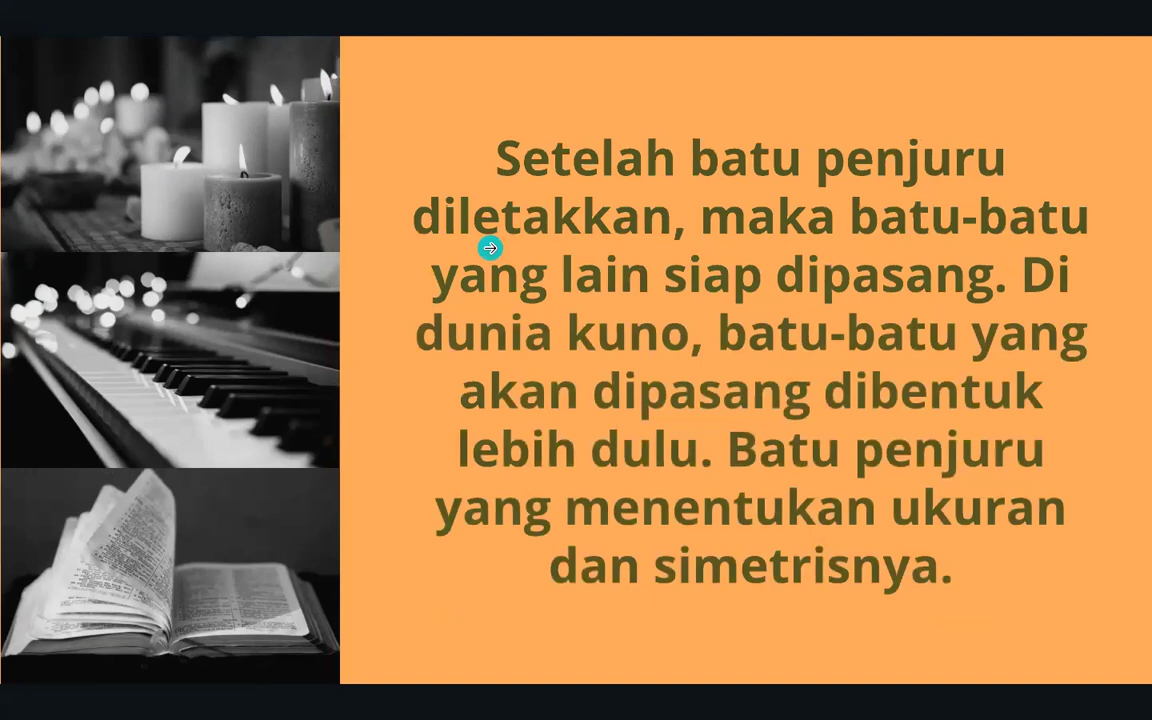 Setelah batu penjuru
diletakkan, maka batu-batu
yang lain siap dipasang. Di
dunia kuno, batu-batu yang
akan dipasang dibentuk
lebih dulu. Batu penjuru
yang menentukan ukuran
dan simetrisnya.